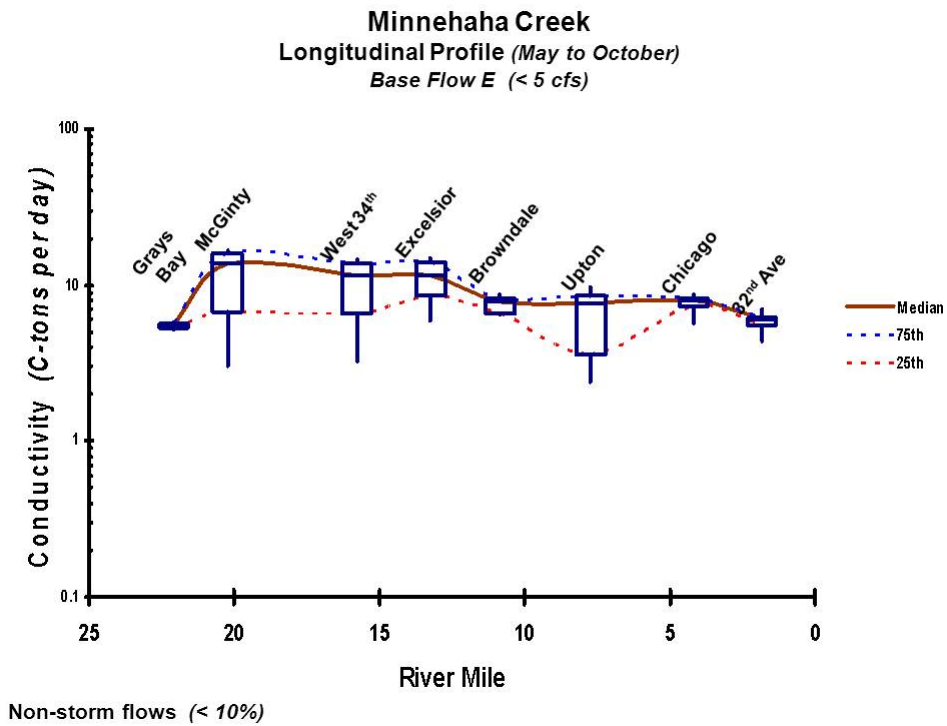 Minnehaha Creek
Longitudinal Profile (May to October)
Base Flow E (< 5 cfs)
Conductivity (C-tons per day)
100
10
1
0.1
Grays
Bay
McGinty
West 34th
Excelsior
Browndale
Upton
Chicago
32nd Ave
Median
75th
25th
25
20
15
10
5
0
River Mile
Non-storm flows (< 10%)